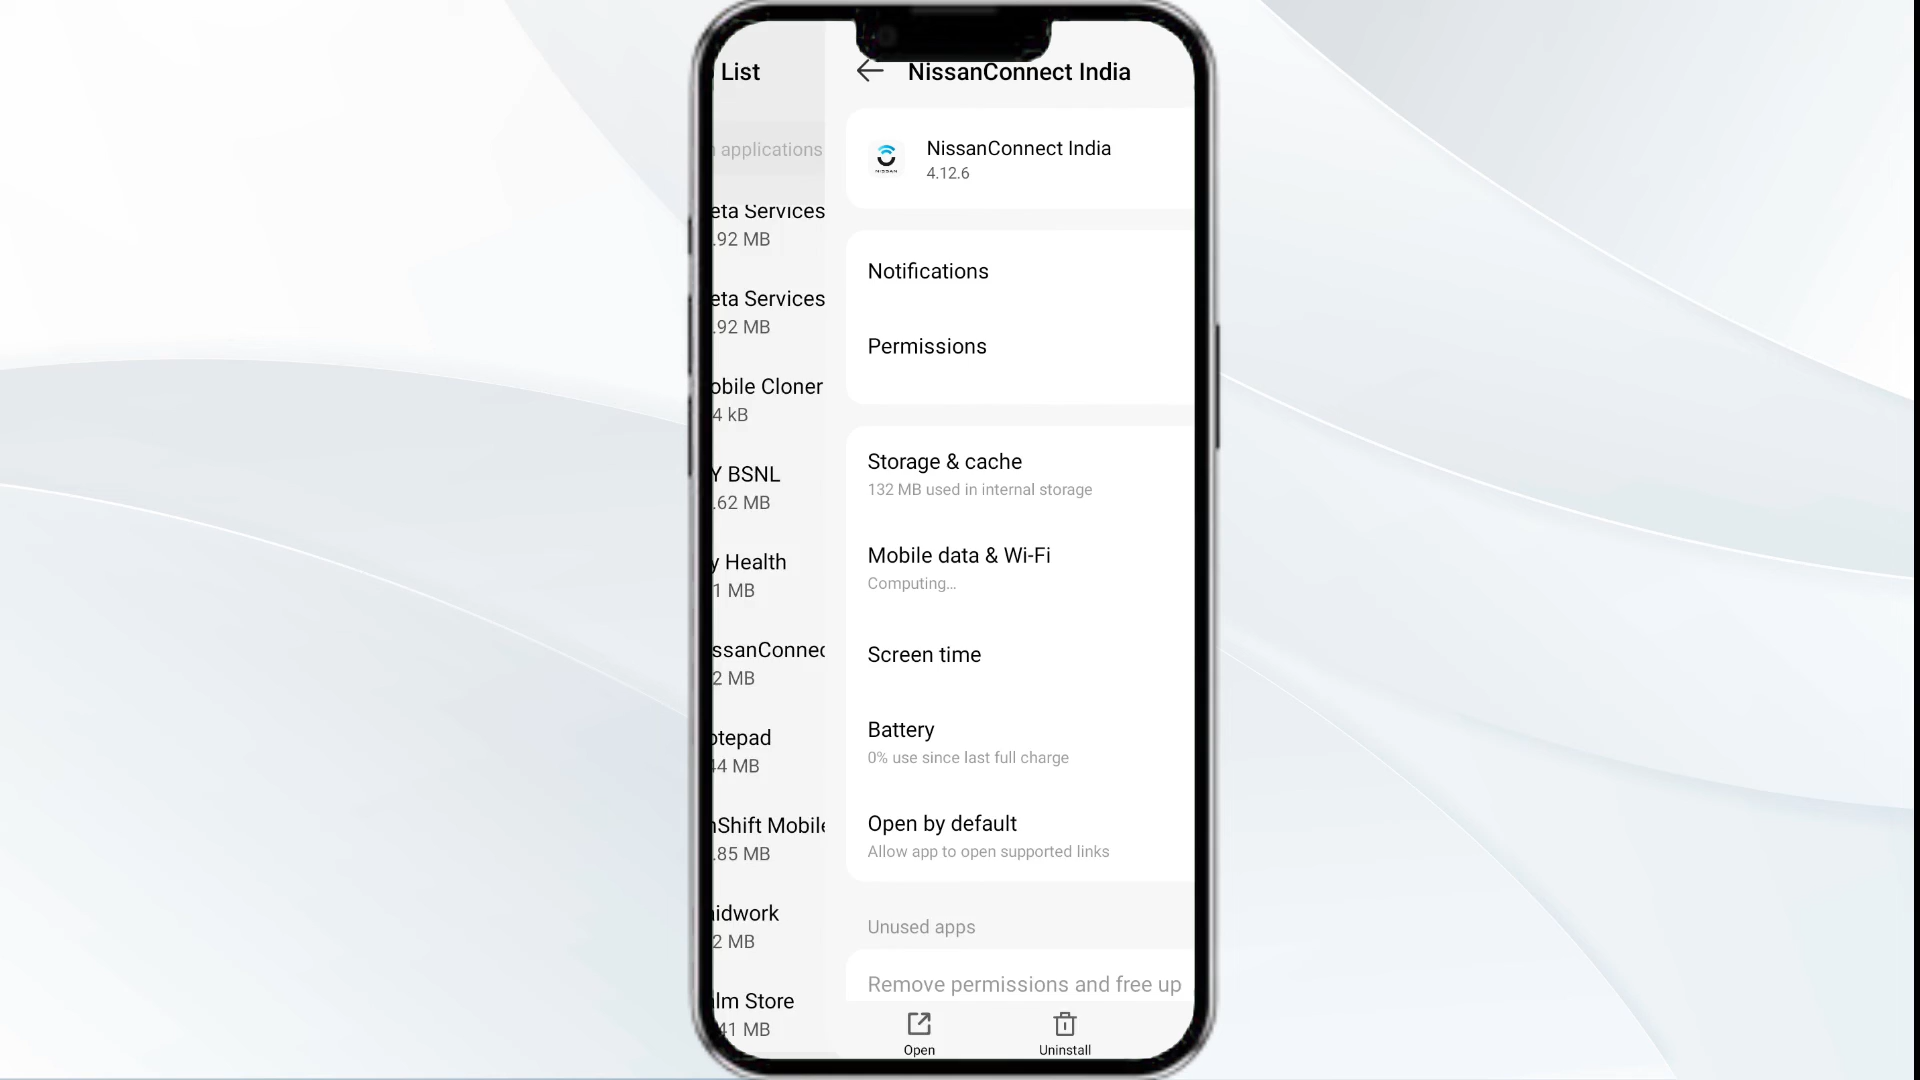 List
applications
eta Services
.92 MB
eta Services
.92 MB
obile Cloner
4 kB
Y BSNL
.62 MB
y Health
1 MB
ssanConnec
2 MB
otepad
44 MB
nShift Mobile
.85 MB
aidwork
2 MB
alm Store
41 MB
NissanConnect India
NissanConnect India
4.12.6
NISSAN
Notifications
Permissions
Storage & cache
132 MB used in internal storage
Mobile data & Wi-Fi
Computing...
Screen time
Battery
0% use since last full charge
Open by default
Allow app to open supported links
Unused apps
Remove permissions and free up
Open
Uninstall